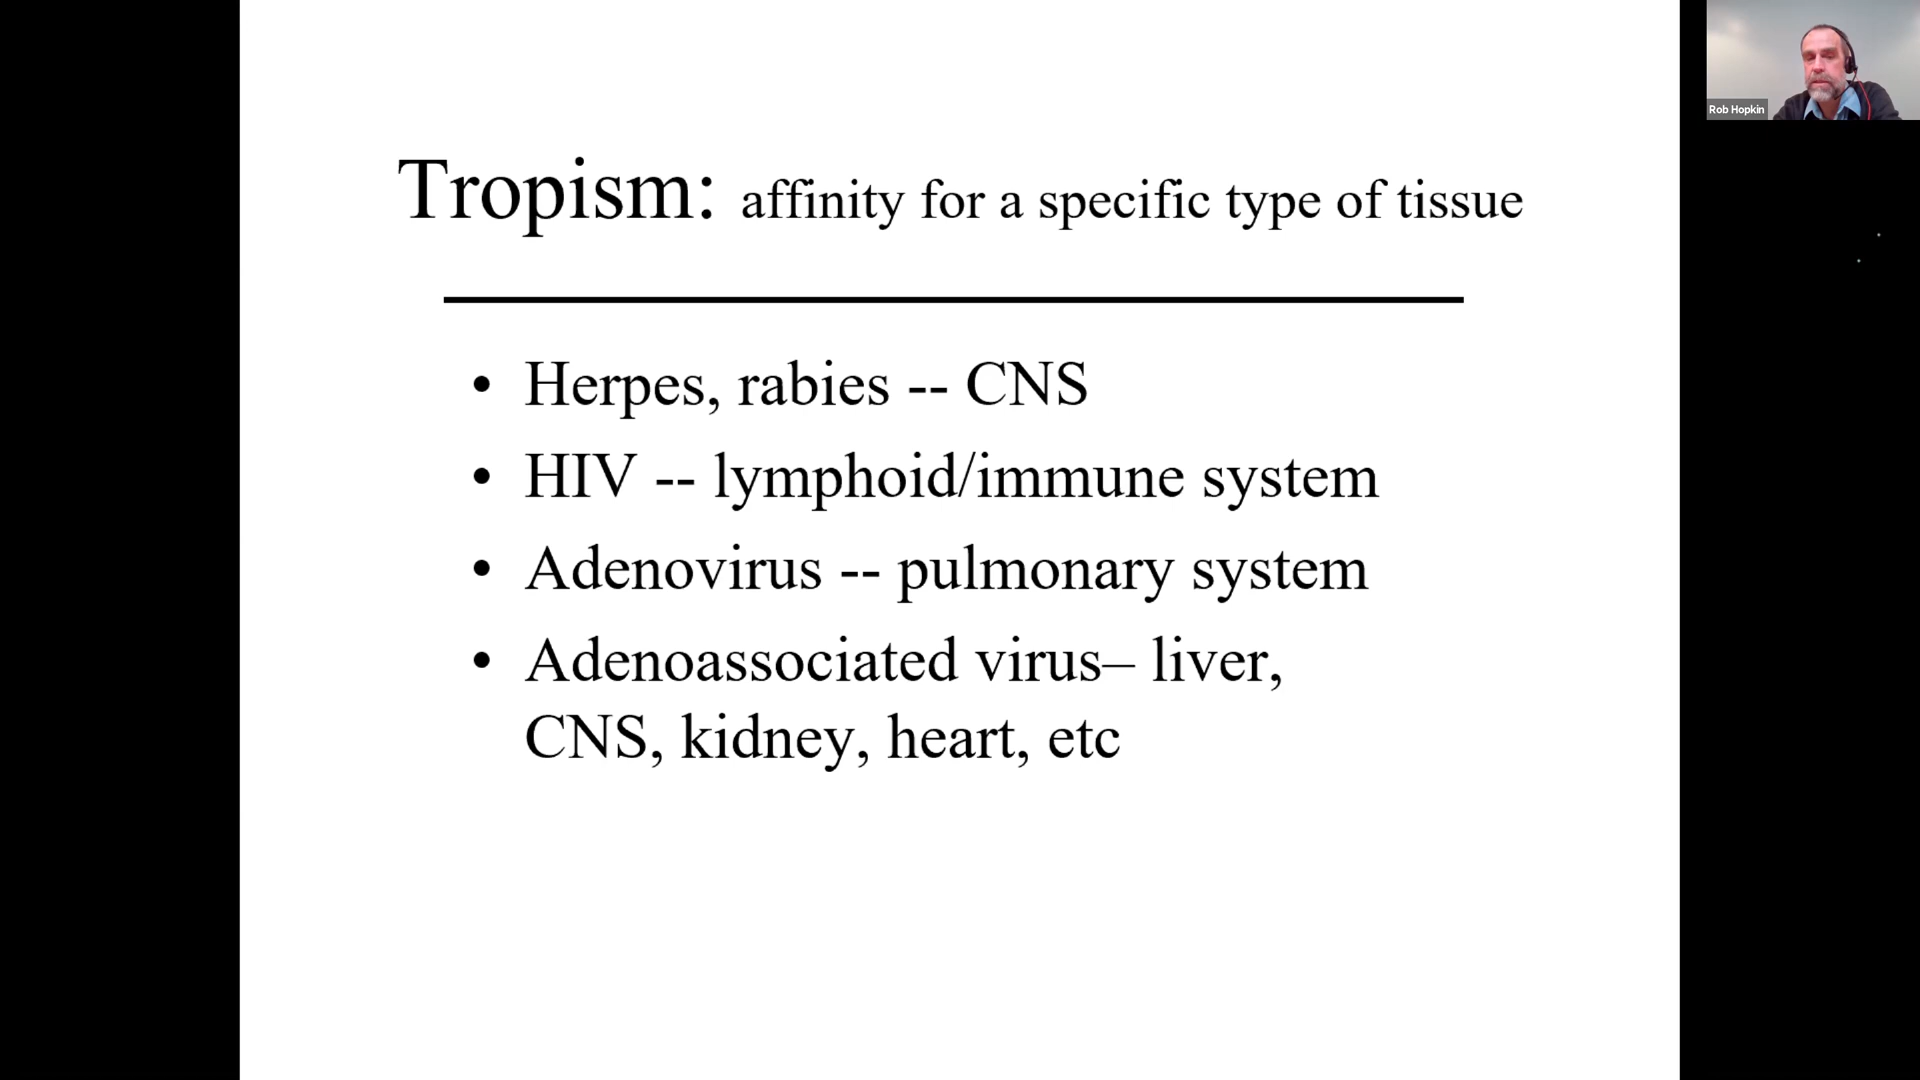 Tropism: affinity for a specific type of tissue
• Herpes, rabies -- CNS
• HIV -- lymphoid/immune system
• Adenovirus -- pulmonary system
• Adenoassociated virus– liver,
CNS, kidney, heart, etc
Rob Hopkin